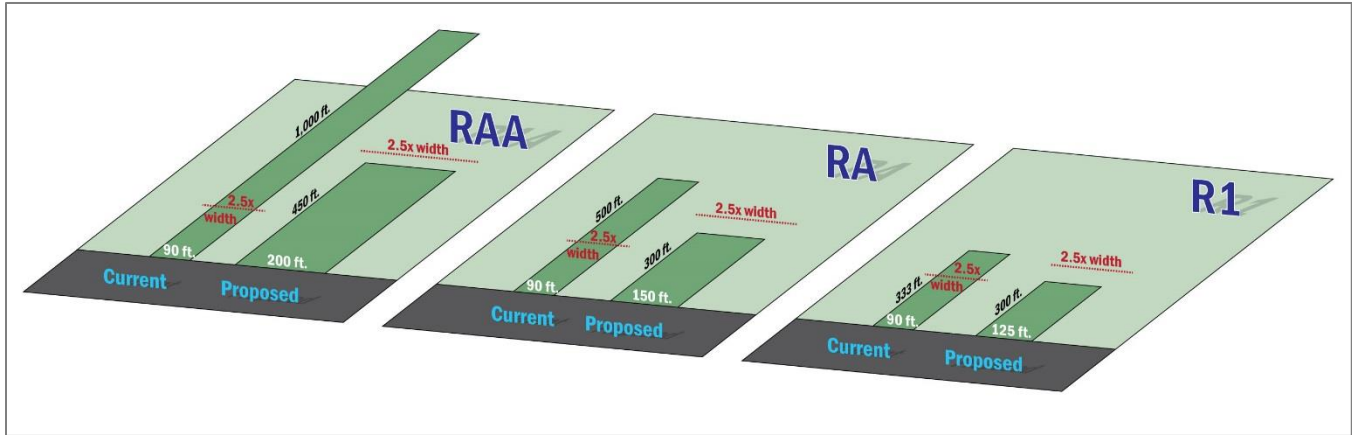 RAA
1,000 ft.
2.5x width
2.5x
width
450 ft.
90 ft.
200 ft.
Current
Proposed
RA
500 ft.
2.5x width
2.5x
width
300 ft.
90 ft.
150 ft.
Current
Proposed
R1
333 ft.
2.5x width
2.5x
width
300 ft.
90 ft.
125 ft.
Current
Proposed